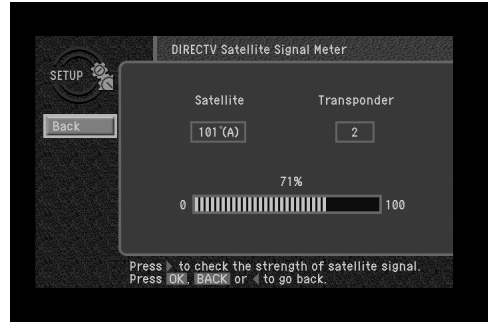 DIRECTV Satellite Signal Meter
SETUP
Back
Satellite Transponder
101°(A) 2
71%
0 100
Press ▶ to check the strength of satellite signal.
Press OK, BACK or ◀ to go back.